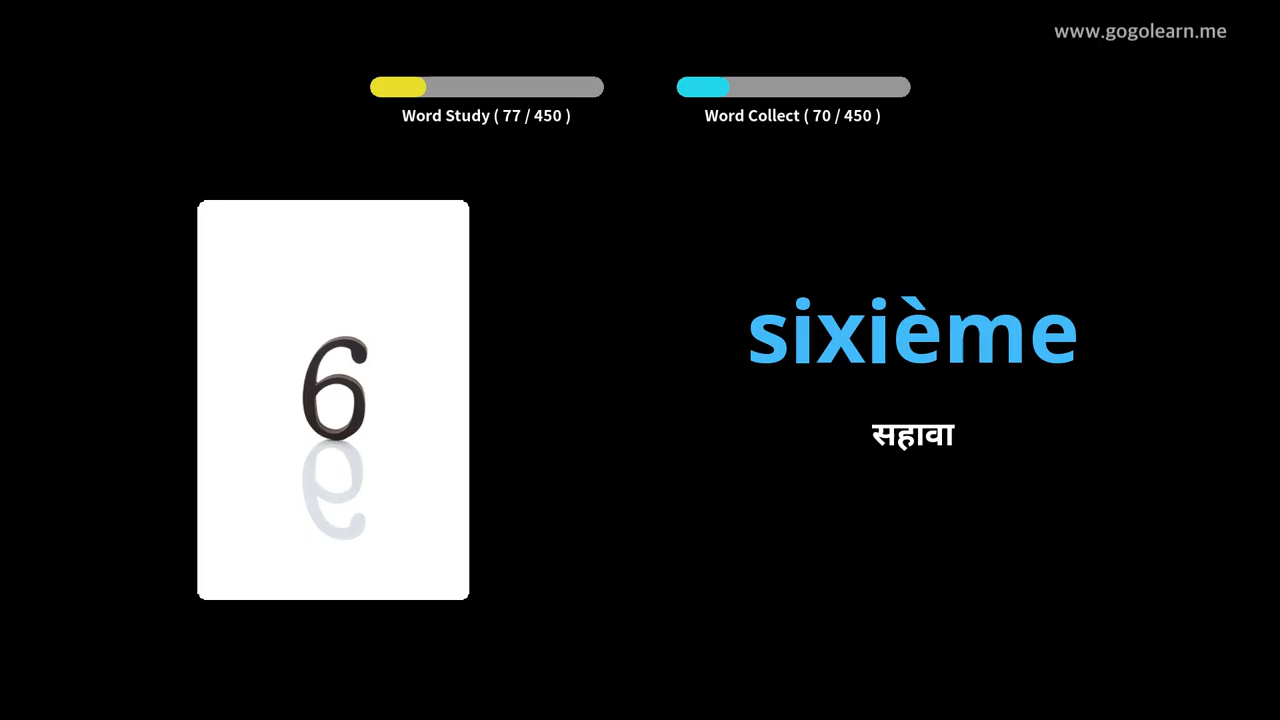 www.gogolearn.me
Word Study ( 77 / 450 )
Word Collect ( 70 / 450 )
6
sixième
सहावा